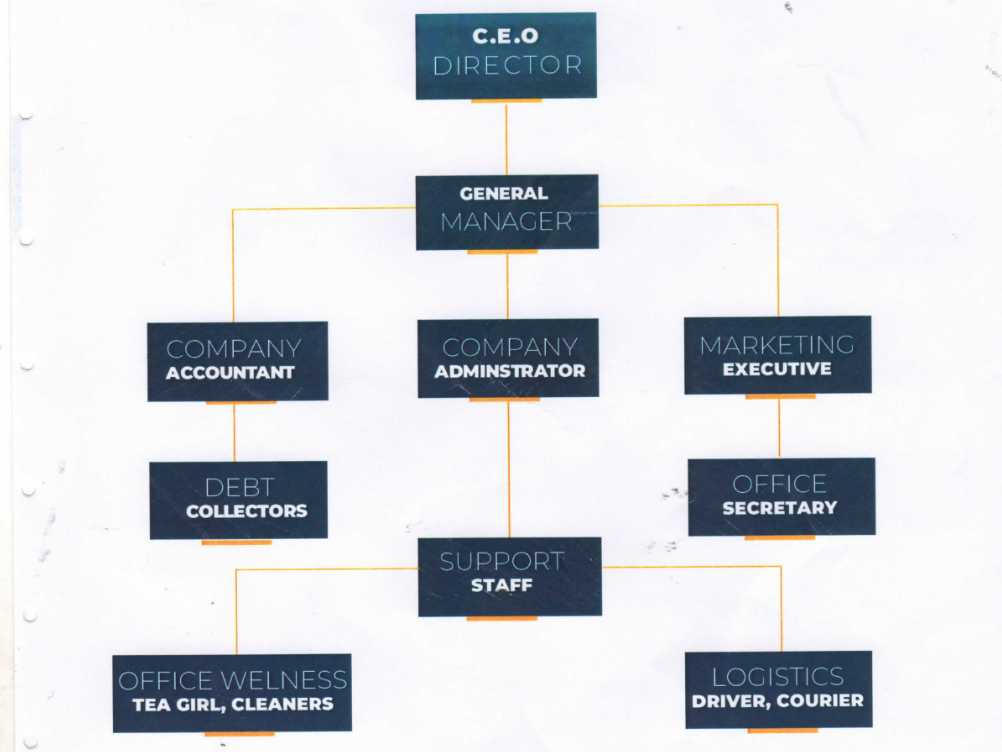 C.E.O
DIRECTOR
GENERAL
MANAGER
COMPANY
ACCOUNTANT
COMPANY
ADMINSTRATOR
MARKETING
EXECUTIVE
DEBT
COLLECTORS
OFFICE
SECRETARY
SUPPORT
STAFF
OFFICE WELNESS
TEA GIRL, CLEANERS
LOGISTICS
DRIVER, COURIER